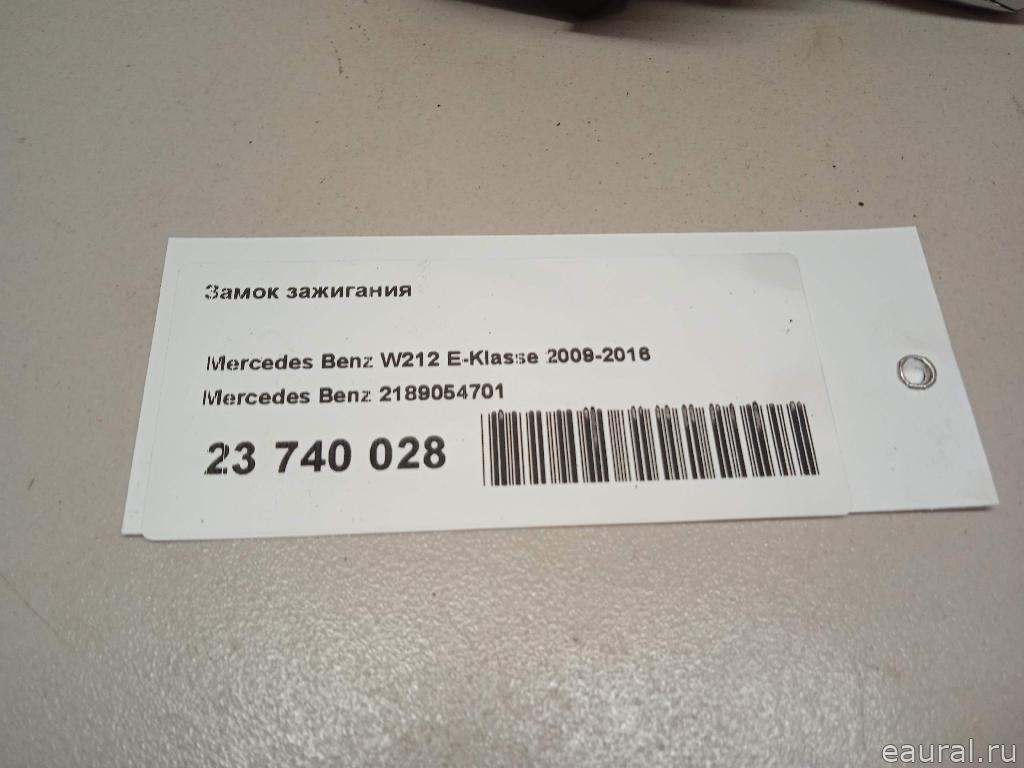 Замок зажигания
Mercedes Benz W212 E-Klasse 2009-2016
Mercedes Benz 2189054701
23 740 028
eaural.ru